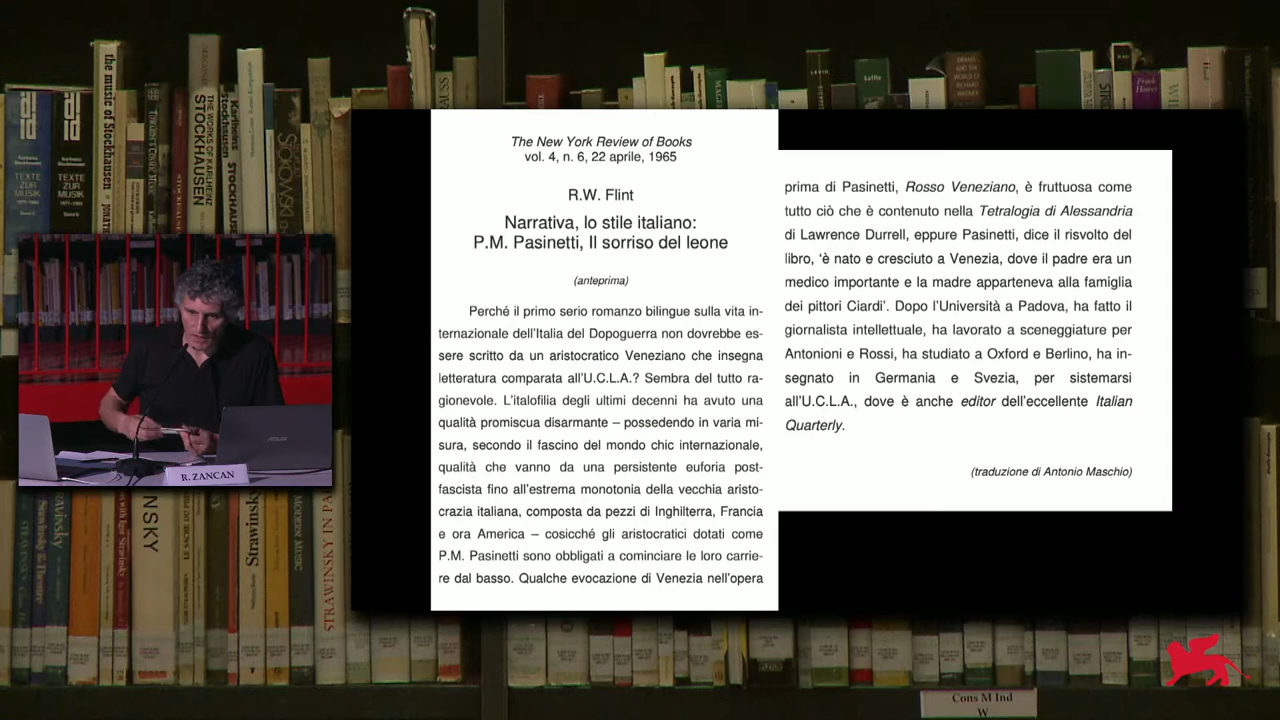 The New York Review of Books
vol. 4, n. 6, 22 aprile, 1965
R.W. Flint
Narrativa, lo stile italiano:
P.M. Pasinetti, Il sorriso del leone
(anteprima)
Perché il primo serio romanzo bilingue sulla vita in-
ternazionale dell'Italia del Dopoguerra non dovrebbe es-
sere scritto da un aristocratico Veneziano che insegna
letteratura comparata all'U.C.L.A.? Sembra del tutto ra-
gionevole. L'italofilia degli ultimi decenni ha avuto una
qualità promiscua disarmante – possedendo in varia mi-
sura, secondo il fascino del mondo chic internazionale,
qualità che vanno da una persistente euforia post-
fascista fino all'estrema monotonia della vecchia aristo-
crazia italiana, composta da pezzi di Inghilterra, Francia
e ora America – cosicché gli aristocratici dotati come
P.M. Pasinetti sono obbligati a cominciare le loro carrie-
re dal basso. Qualche evocazione di Venezia nell'opera
prima di Pasinetti, Rosso Veneziano, è fruttuosa come
tutto ciò che è contenuto nella Tetralogia di Alessandria
di Lawrence Durrell, eppure Pasinetti, dice il risvolto del
libro, 'è nato e cresciuto a Venezia, dove il padre era un
medico importante e la madre apparteneva alla famiglia
dei pittori Ciardi'. Dopo l'Università a Padova, ha fatto il
giornalista intellettuale, ha lavorato a sceneggiature per
Antonioni e Rossi, ha studiato a Oxford e Berlino, ha in-
segnato in Germania e Svezia, per sistemarsi
all'U.C.L.A., dove è anche editor dell'eccellente Italian
Quarterly.
(traduzione di Antonio Maschio)
R. ZANCAN
ASUS
the music of Stockhausen
THE WORKS OF KARLHEINZ
STOCKHAUSEN
Karlheinz
STOCKHAUSEN
TEXTE
ZUR
MUSIK
TEXTE
ZUR
MUSIK
NSKY
Strawinsky
MODERN MUSIC
STRAWINSKY IN PA
Cons M Ind
W